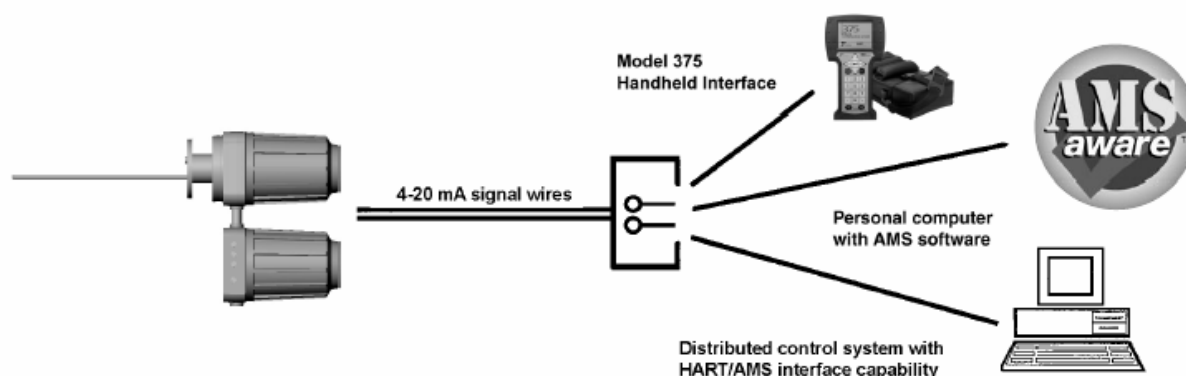 Model 375
Handheld Interface
375
AMS
aware
4-20 mA signal wires
Personal computer
with AMS software
Distributed control system with
HART/AMS interface capability